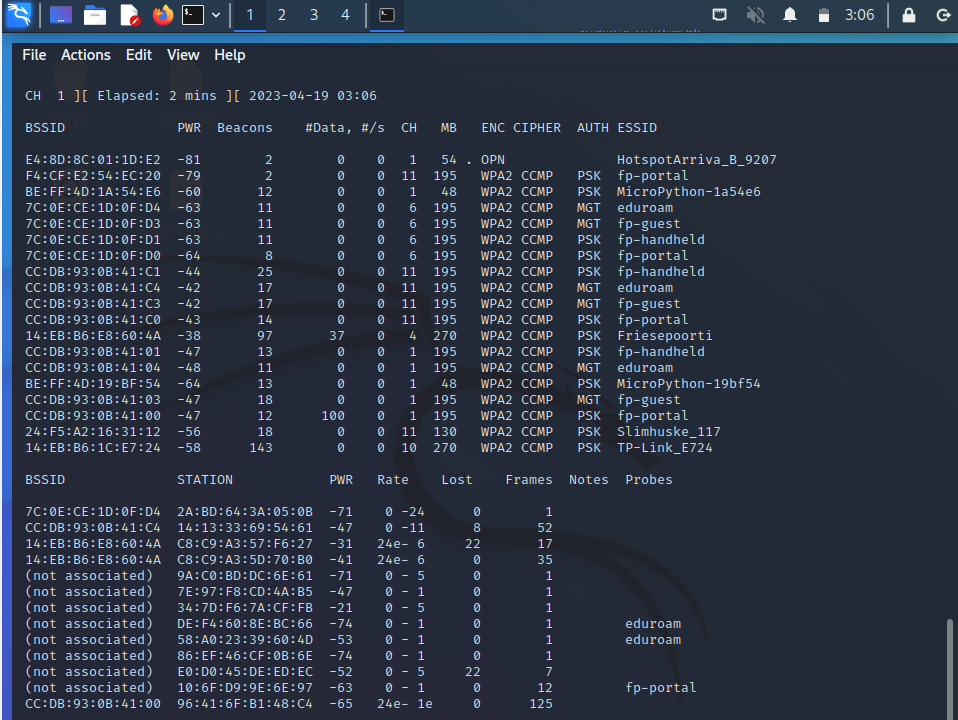 1 2 3 4 3:06
File Actions Edit View Help
CH 1 ][ Elapsed: 2 mins ][ 2023-04-19 03:06
BSSID PWR Beacons #Data, #/s CH MB ENC CIPHER AUTH ESSID
E4:8D:8C:01:1D:E2 -81 2 0 0 1 54 . OPN HotspotArriva_B_9207
F4:CF:E2:54:EC:20 -79 2 0 0 11 195 WPA2 CCMP PSK fp-portal
BE:FF:4D:1A:54:E6 -60 12 0 0 1 48 WPA2 CCMP PSK MicroPython-1a54e6
7C:0E:CE:1D:0F:D4 -63 11 0 0 6 195 WPA2 CCMP MGT eduroam
7C:0E:CE:1D:0F:D3 -63 11 0 0 6 195 WPA2 CCMP MGT fp-guest
7C:0E:CE:1D:0F:D1 -63 11 0 0 6 195 WPA2 CCMP PSK fp-handheld
7C:0E:CE:1D:0F:D0 -64 8 0 0 6 195 WPA2 CCMP PSK fp-portal
CC:DB:93:0B:41:C1 -44 25 0 0 11 195 WPA2 CCMP PSK fp-handheld
CC:DB:93:0B:41:C4 -42 17 0 0 11 195 WPA2 CCMP MGT eduroam
CC:DB:93:0B:41:C3 -42 17 0 0 11 195 WPA2 CCMP MGT fp-guest
CC:DB:93:0B:41:C0 -43 14 0 0 11 195 WPA2 CCMP PSK fp-portal
14:EB:B6:E8:60:4A -38 97 37 0 4 270 WPA2 CCMP PSK Friesepoorti
CC:DB:93:0B:41:01 -47 13 0 0 1 195 WPA2 CCMP PSK fp-handheld
CC:DB:93:0B:41:04 -48 11 0 0 1 195 WPA2 CCMP MGT eduroam
BE:FF:4D:19:BF:54 -64 13 0 0 1 48 WPA2 CCMP PSK MicroPython-19bf54
CC:DB:93:0B:41:03 -47 18 0 0 1 195 WPA2 CCMP MGT fp-guest
CC:DB:93:0B:41:00 -47 12 100 0 1 195 WPA2 CCMP PSK fp-portal
24:F5:A2:16:31:12 -56 18 0 0 11 130 WPA2 CCMP PSK Slimhuske_117
14:EB:B6:1C:E7:24 -58 143 0 0 10 270 WPA2 CCMP PSK TP-Link_E724
BSSID STATION PWR Rate Lost Frames Notes Probes
7C:0E:CE:1D:0F:D4 2A:BD:64:3A:05:0B -71 0 -24 0 1
CC:DB:93:0B:41:C4 14:13:33:69:54:61 -47 0 -11 8 52
14:EB:B6:E8:60:4A C8:C9:A3:57:F6:27 -31 24e- 6 22 17
14:EB:B6:E8:60:4A C8:C9:A3:5D:70:B0 -41 24e- 6 0 35
(not associated) 9A:C0:BD:DC:6E:61 -71 0 - 5 0 1
(not associated) 7E:97:F8:CD:4A:B5 -47 0 - 1 0 1
(not associated) 34:7D:F6:7A:CF:FB -21 0 - 5 0 1
(not associated) DE:F4:60:8E:BC:66 -74 0 - 1 0 1 eduroam
(not associated) 58:A0:23:39:60:4D -53 0 - 1 0 1 eduroam
(not associated) 86:EF:46:CF:0B:6E -74 0 - 1 0 1
(not associated) E0:D0:45:DE:ED:EC -52 0 - 5 22 7
(not associated) 10:6F:D9:9E:6E:97 -63 0 - 1 0 12 fp-portal
CC:DB:93:0B:41:00 96:41:6F:B1:48:C4 -65 24e- 1e 0 125